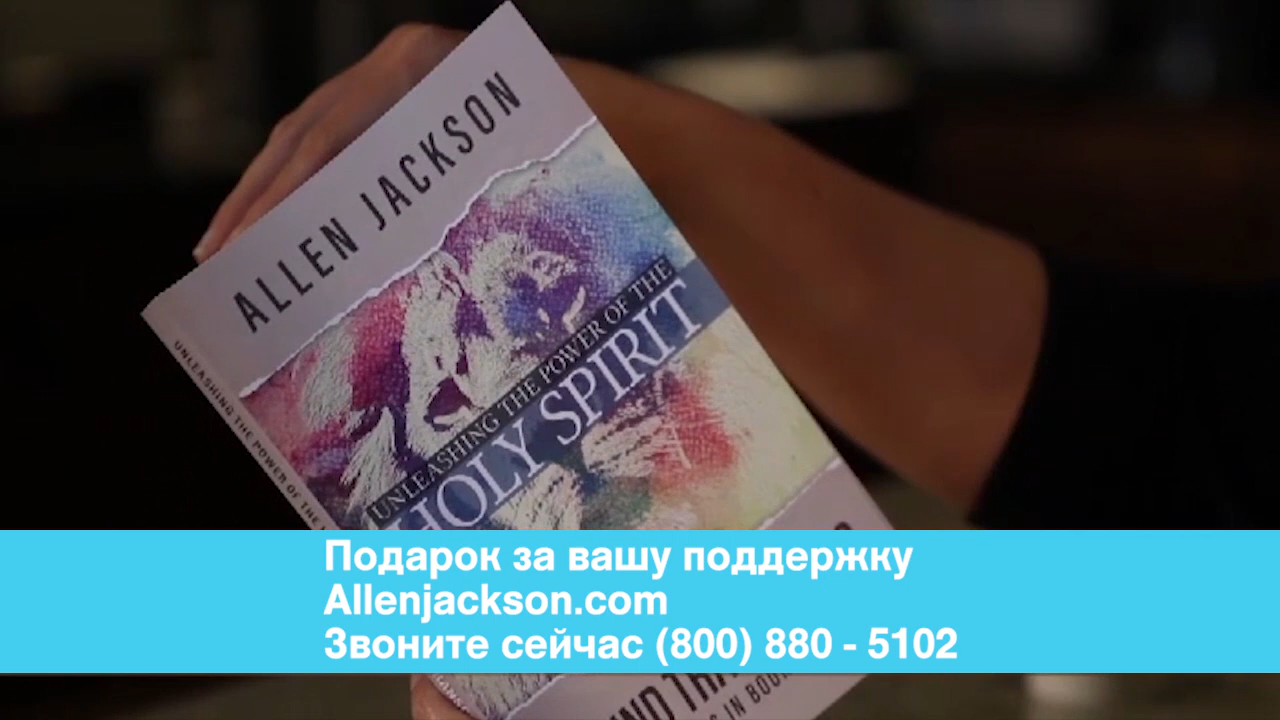 ALLEN JACKSON
UNLEASHING THE POWER OF THE
HOLY SPIRIT
UNLEASHING THE POWER OF THE
Подарок за вашу поддержку
Allenjackson.com
Звоните сейчас (800) 880 - 5102
IN